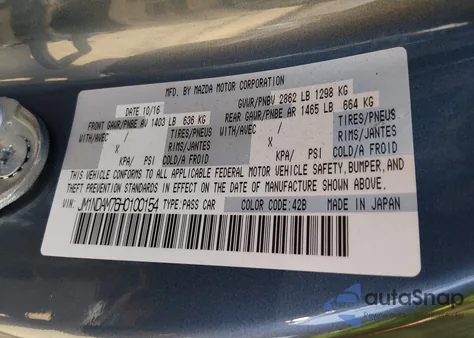 MFD. BY MAZDA MOTOR CORPORATION
DATE 10/16 GVWR/PNBV 2862 LB 1298 KG
FRONT GAWR/PNBE AV 1403 LB 636 KG REAR GAWR/PNBE AR 1465 LB 664 KG
WITH/AVEC / TIRES/PNEUS WITH/AVEC / TIRES/PNEUS
X RIMS/JANTES X RIMS/JANTES
KPA/ PSI COLD/A FROID KPA/ PSI COLD/A FROID
THIS VEHICLE CONFORMS TO ALL APPLICABLE FEDERAL MOTOR VEHICLE SAFETY, BUMPER, AND
THEFT PREVENTION STANDARDS IN EFFECT ON THE DATE OF MANUFACTURE SHOWN ABOVE.
VIN: JM1NDAM75H0100154 TYPE:PASS CAR COLOR CODE:42B MADE IN JAPAN
autoSnap